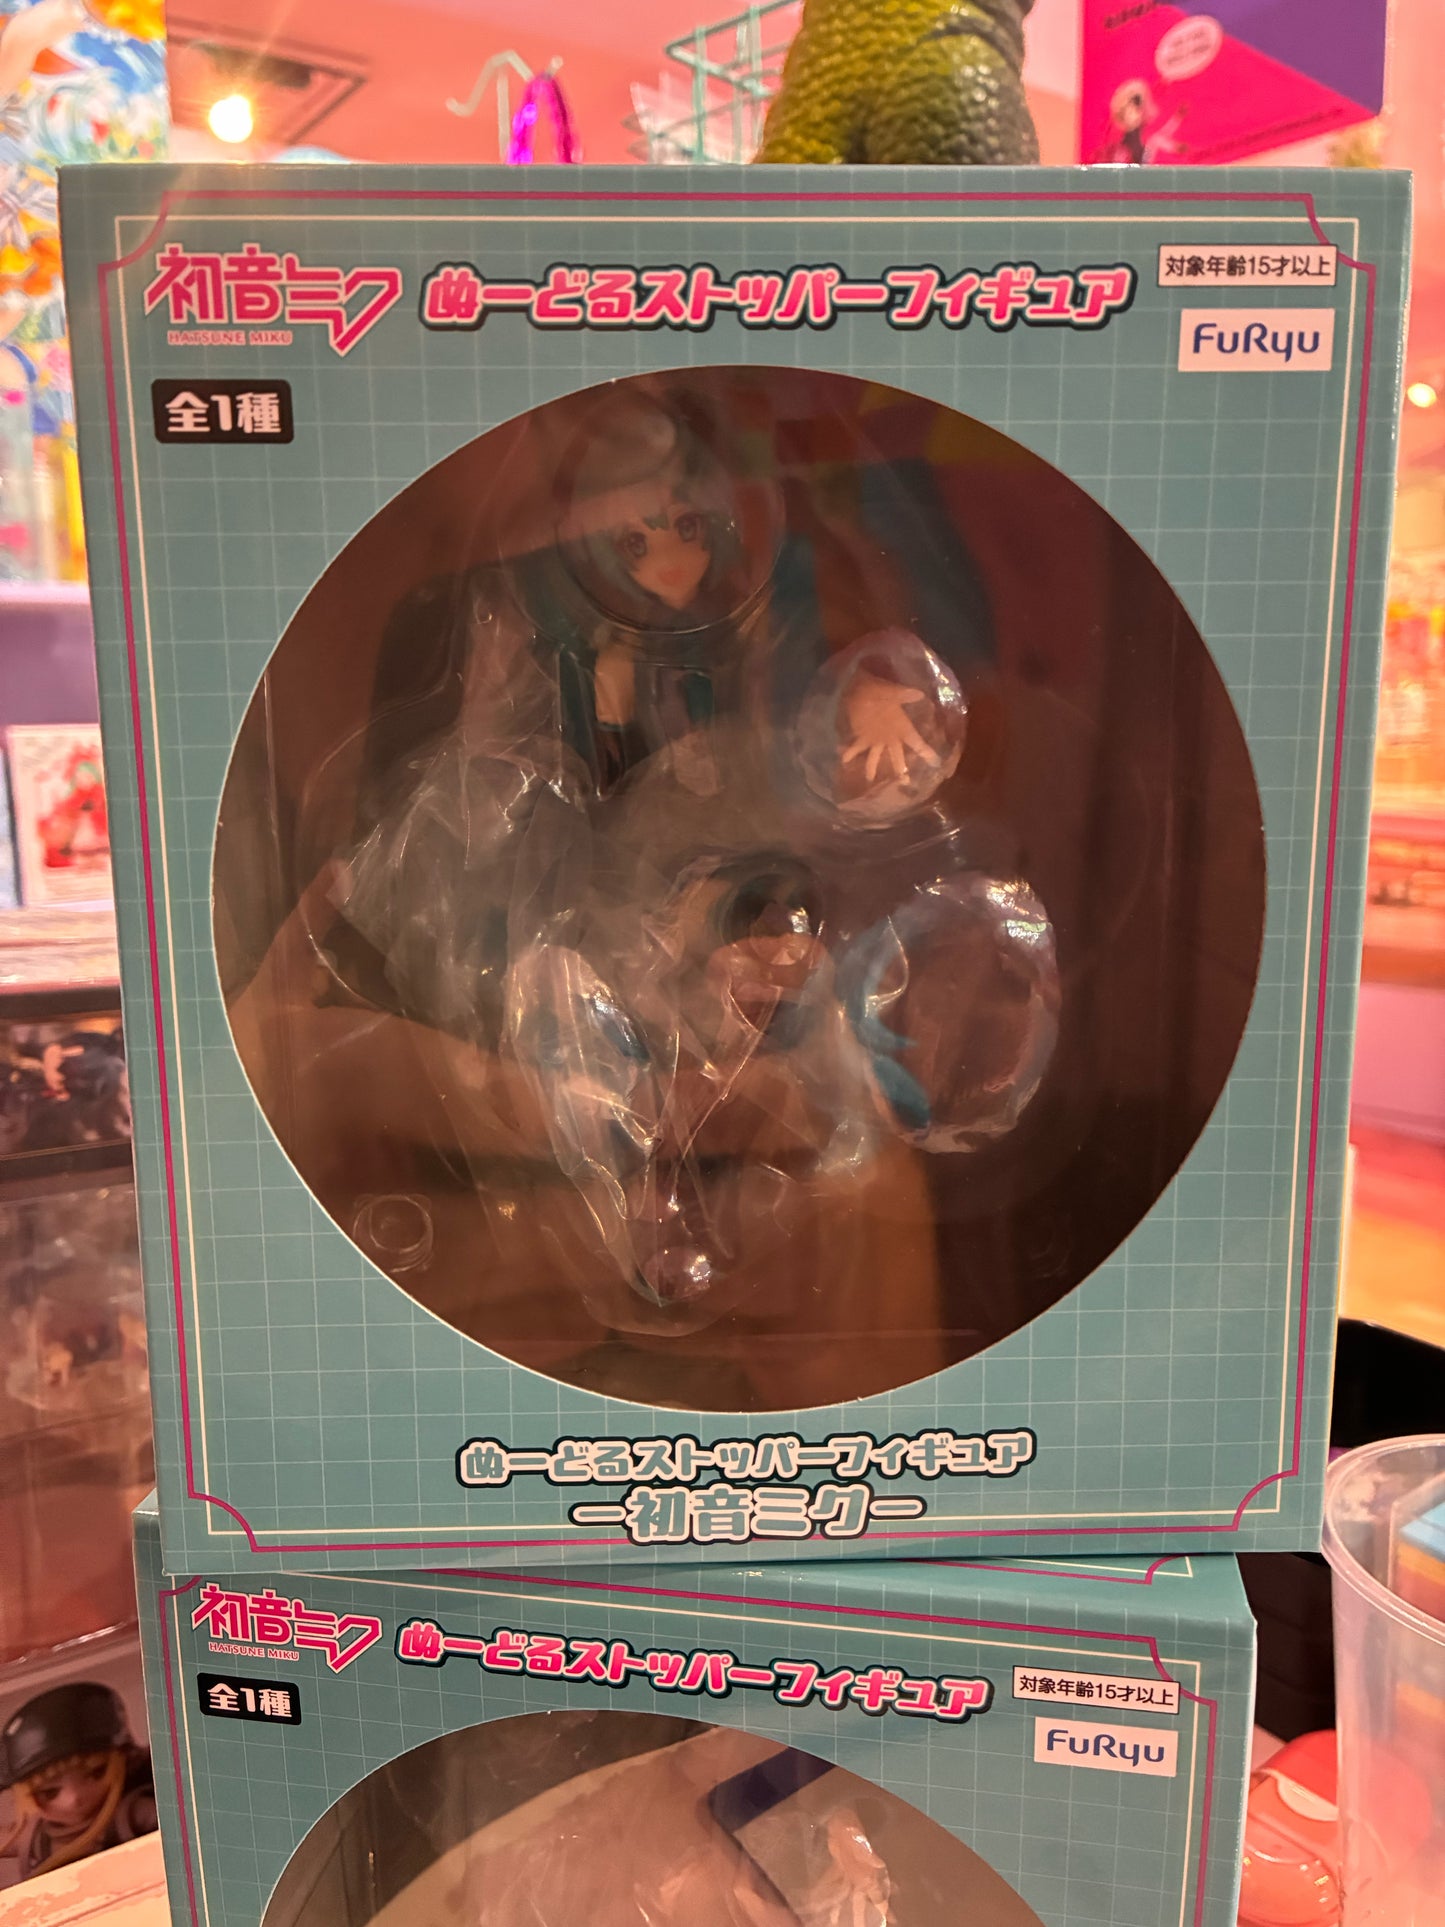 初音ミク
HATSUNE MIKU
ぬーどるストッパーフィギュア
対象年齢15才以上
FuRyu
全1種
ぬーどるストッパーフィギュア
ー初音ミクー
初音ミク
HATSUNE MIKU
ぬーどるストッパーフィギュア
対象年齢15才以上
FuRyu
全1種